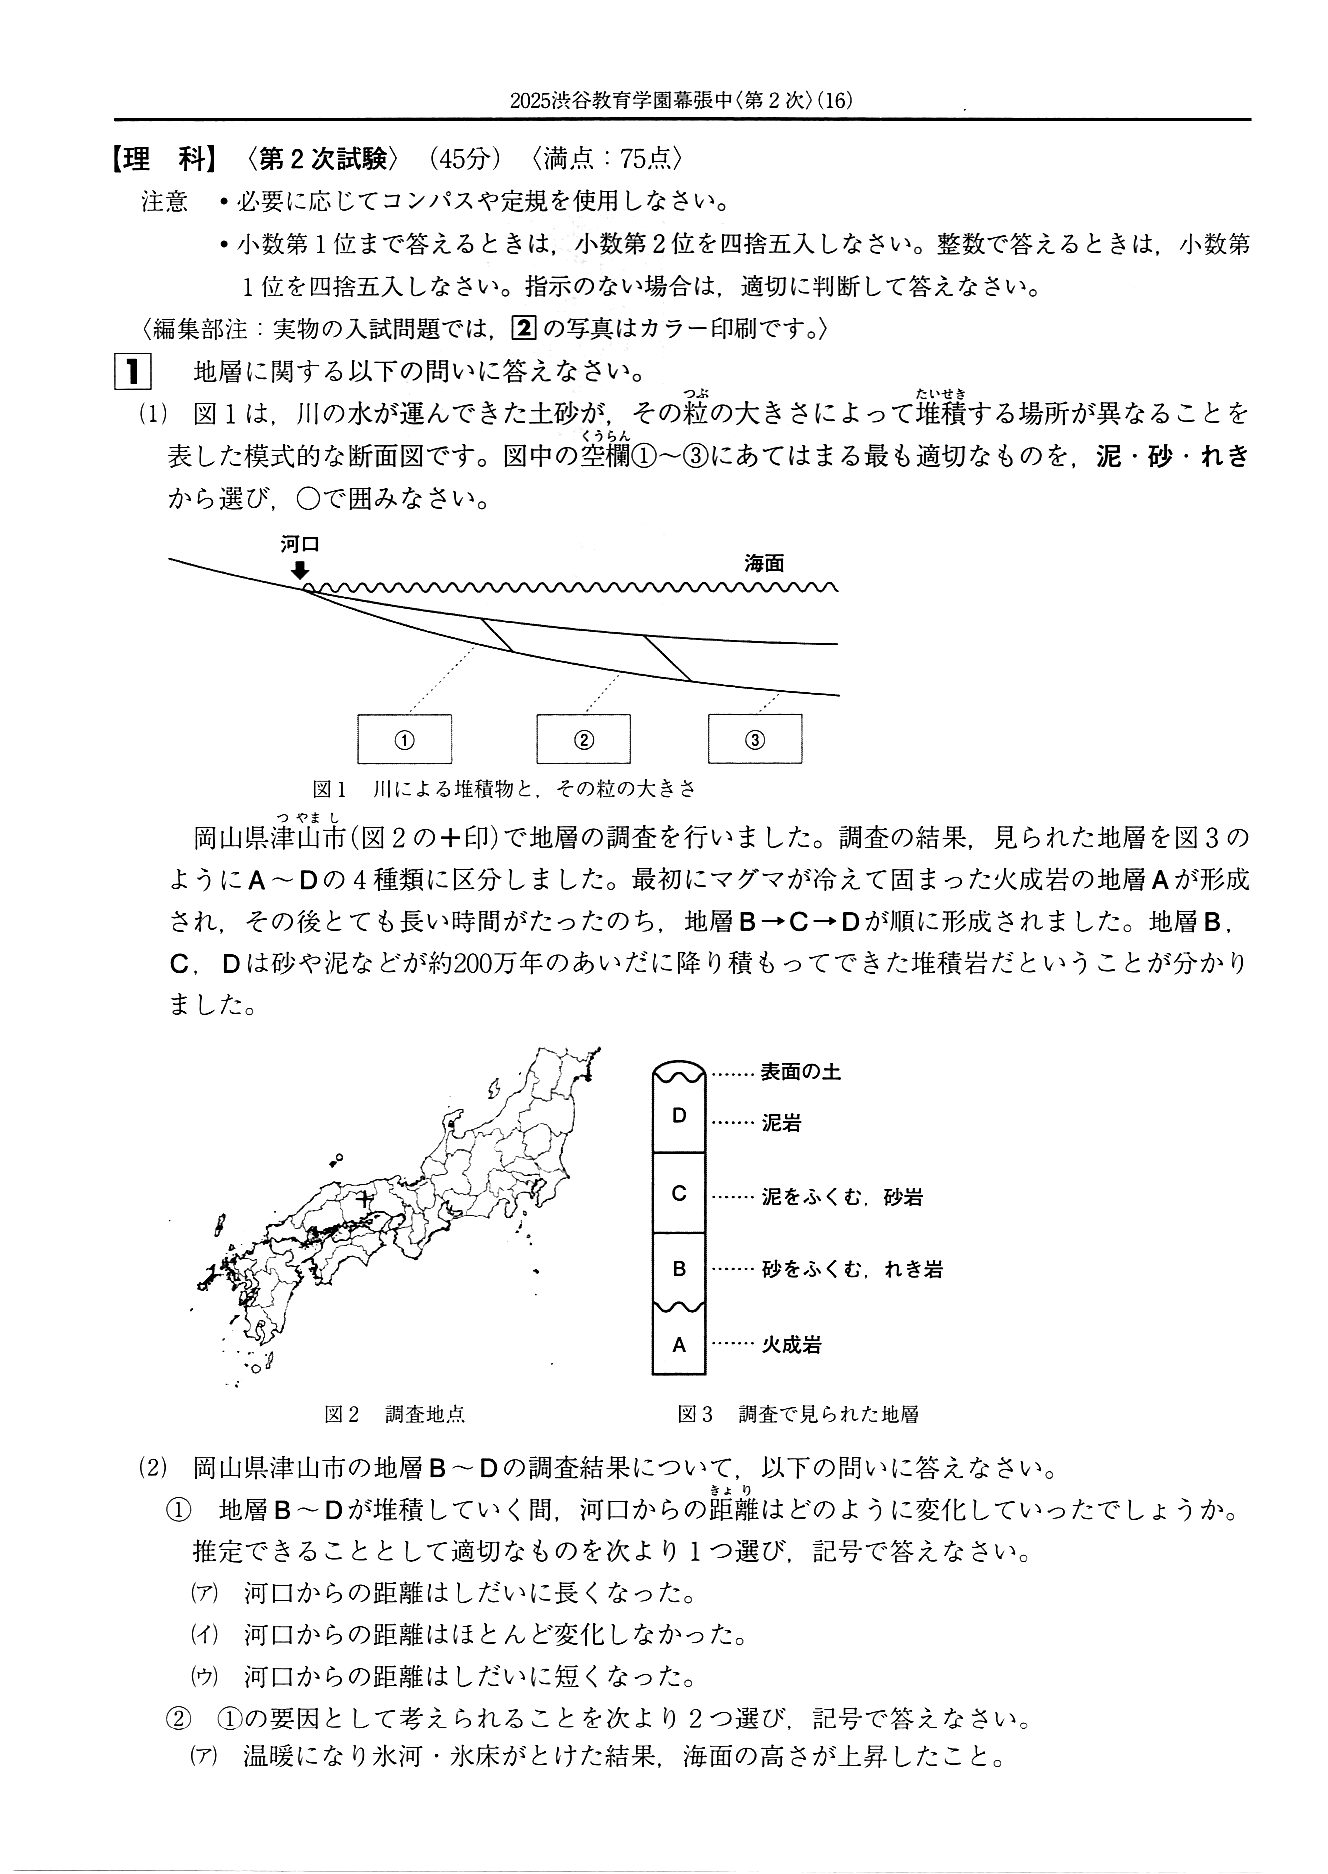 2025渋谷教育学園幕張中〈第2次〉(16)
【理　科】〈第2次試験〉（45分）〈満点：75点〉
注意　・必要に応じてコンパスや定規を使用しなさい。
・小数第1位まで答えるときは，小数第2位を四捨五入しなさい。整数で答えるときは，小数第
1位を四捨五入しなさい。指示のない場合は，適切に判断して答えなさい。
〈編集部注：実物の入試問題では，2の写真はカラー印刷です。〉
1　地層に関する以下の問いに答えなさい。
つぶ　たいせき
(1)　図1は，川の水が運んできた土砂が，その粒の大きさによって堆積する場所が異なることを
くうらん
表した模式的な断面図です。図中の空欄①～③にあてはまる最も適切なものを，泥・砂・れき
から選び，○で囲みなさい。
河口
海面
①　②　③
図1　川による堆積物と，その粒の大きさ
つやまし
岡山県津山市(図2の＋印)で地層の調査を行いました。調査の結果，見られた地層を図3の
ようにA～Dの4種類に区分しました。最初にマグマが冷えて固まった火成岩の地層Aが形成
され，その後とても長い時間がたったのち，地層B→C→Dが順に形成されました。地層B，
C，Dは砂や泥などが約200万年のあいだに降り積もってできた堆積岩だということが分かり
ました。
表面の土
D　泥岩
C　泥をふくむ，砂岩
B　砂をふくむ，れき岩
A　火成岩
図2　調査地点
図3　調査で見られた地層
(2)　岡山県津山市の地層B～Dの調査結果について，以下の問いに答えなさい。
きょり
①　地層B～Dが堆積していく間，河口からの距離はどのように変化していったでしょうか。
推定できることとして適切なものを次より1つ選び，記号で答えなさい。
(ア)　河口からの距離はしだいに長くなった。
(イ)　河口からの距離はほとんど変化しなかった。
(ウ)　河口からの距離はしだいに短くなった。
②　①の要因として考えられることを次より2つ選び，記号で答えなさい。
(ア)　温暖になり氷河・氷床がとけた結果，海面の高さが上昇したこと。